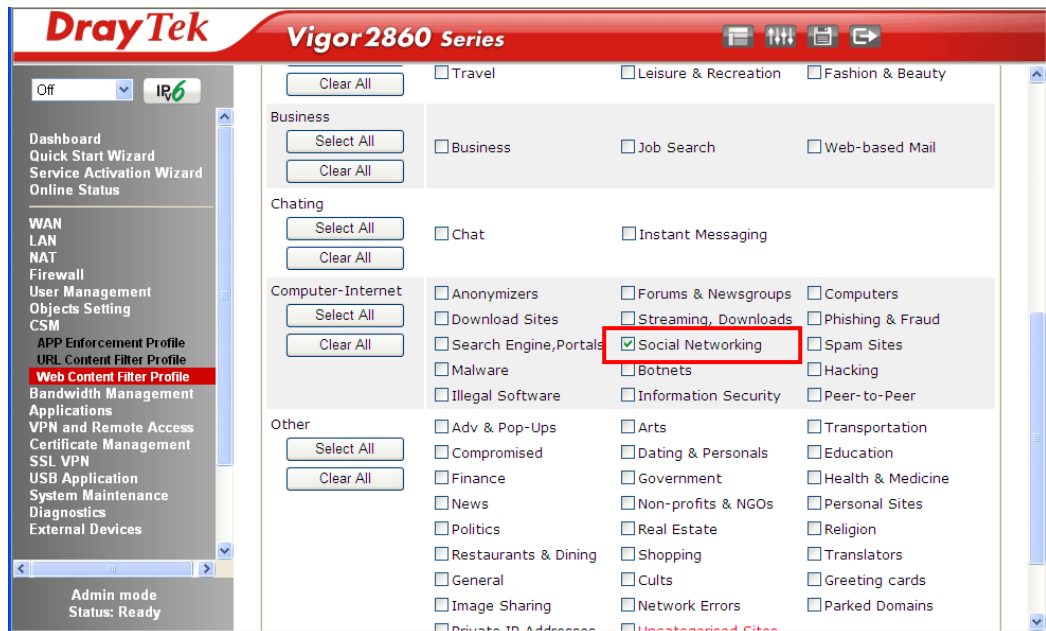 DrayTek
Vigor2860 Series
Off
IPv6
Dashboard
Quick Start Wizard
Service Activation Wizard
Online Status
WAN
LAN
NAT
Firewall
User Management
Objects Setting
CSM
APP Enforcement Profile
URL Content Filter Profile
Web Content Filter Profile
Bandwidth Management
Applications
VPN and Remote Access
Certificate Management
SSL VPN
USB Application
System Maintenance
Diagnostics
External Devices
Admin mode
Status: Ready
Clear All
Travel Leisure & Recreation Fashion & Beauty
Business
Select All
Clear All
Business Job Search Web-based Mail
Chating
Select All
Clear All
Chat Instant Messaging
Computer-Internet
Select All
Clear All
Anonymizers Forums & Newsgroups Computers
Download Sites Streaming, Downloads Phishing & Fraud
Search Engine,Portals Social Networking Spam Sites
Malware Botnets Hacking
Illegal Software Information Security Peer-to-Peer
Other
Select All
Clear All
Adv & Pop-Ups Arts Transportation
Compromised Dating & Personals Education
Finance Government Health & Medicine
News Non-profits & NGOs Personal Sites
Politics Real Estate Religion
Restaurants & Dining Shopping Translators
General Cults Greeting cards
Image Sharing Network Errors Parked Domains
Private IP Addresses Uncategorised Sites